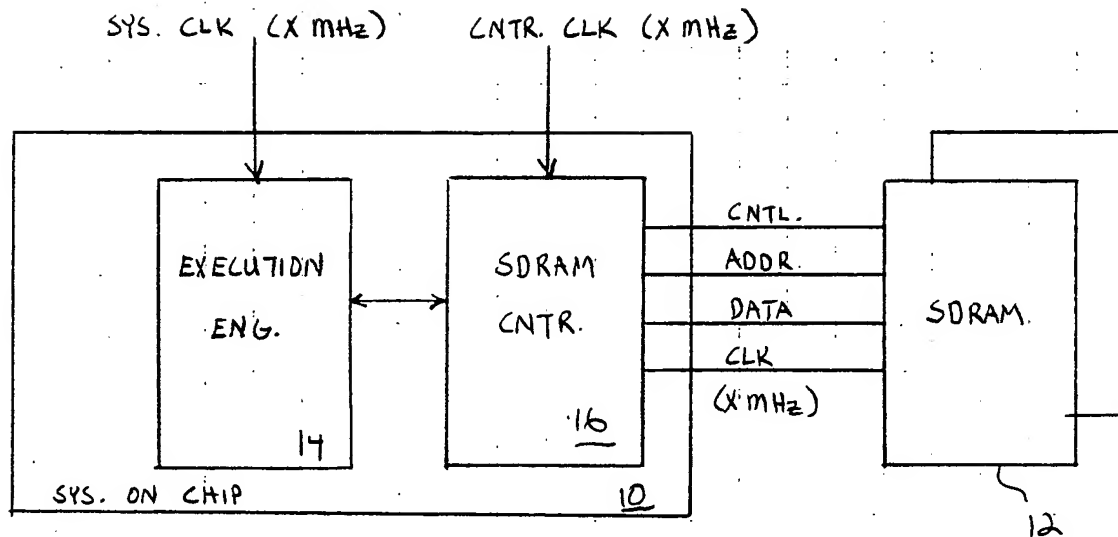 SYS. CLK (X mHz)
CNTR. CLK (X mHz)
EXECUTION
ENG.
14
SDRAM
CNTR.
16
CNTL.
ADDR.
DATA
CLK
(X mHz)
SDRAM
12
SYS. ON CHIP
10